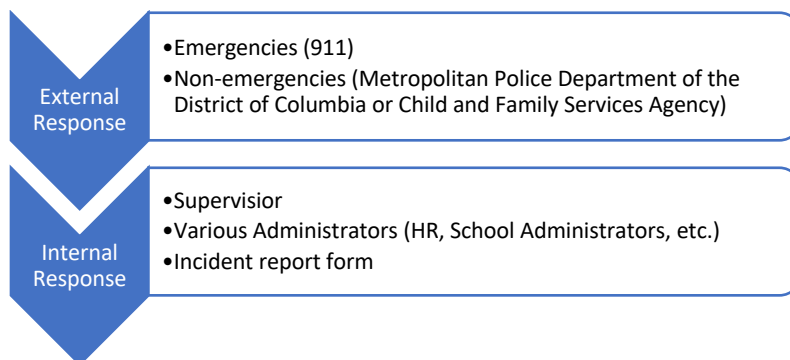 External
Response
•Emergencies (911)
•Non-emergencies (Metropolitan Police Department of the
District of Columbia or Child and Family Services Agency)
Internal
Response
•Supervisior
•Various Administrators (HR, School Administrators, etc.)
•Incident report form